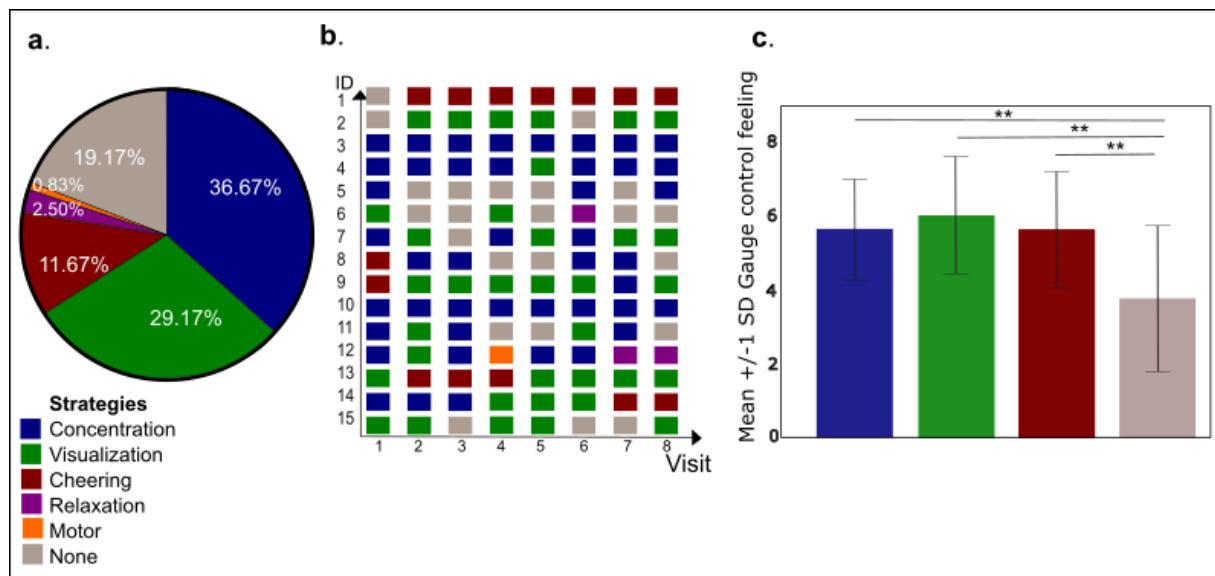 a.
19.17%
36.67%
0.83%
2.50%
11.67%
29.17%
Strategies
Concentration
Visualization
Cheering
Relaxation
Motor
None
b.
ID
1
2
3
4
5
6
7
8
9
10
11
12
13
14
15
1 2 3 4 5 6 7 8
Visit
c.
Mean +/-1 SD Gauge control feeling
8
6
4
2
0
**
**
**